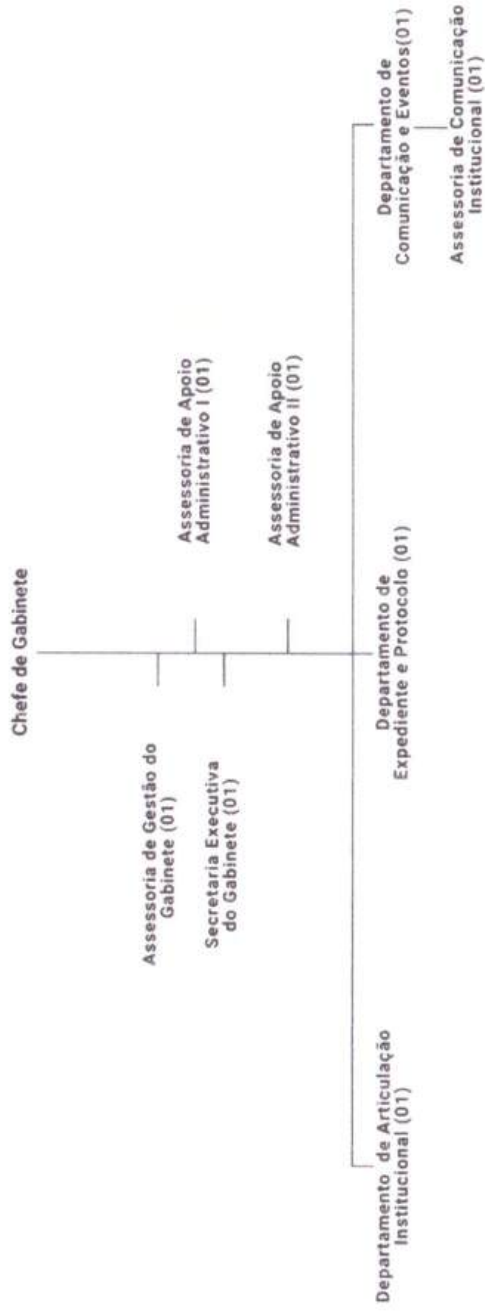 Chefe de Gabinete
Assessoria de Gestão do
Gabinete (01)
Assessoria de Apoio
Administrativo I (01)
Secretaria Executiva
do Gabinete (01)
Assessoria de Apoio
Administrativo II (01)
Departamento de Articulação
Institucional (01)
Departamento de
Expediente e Protocolo (01)
Departamento de
Comunicação e Eventos(01)
Assessoria de Comunicação
Institucional (01)